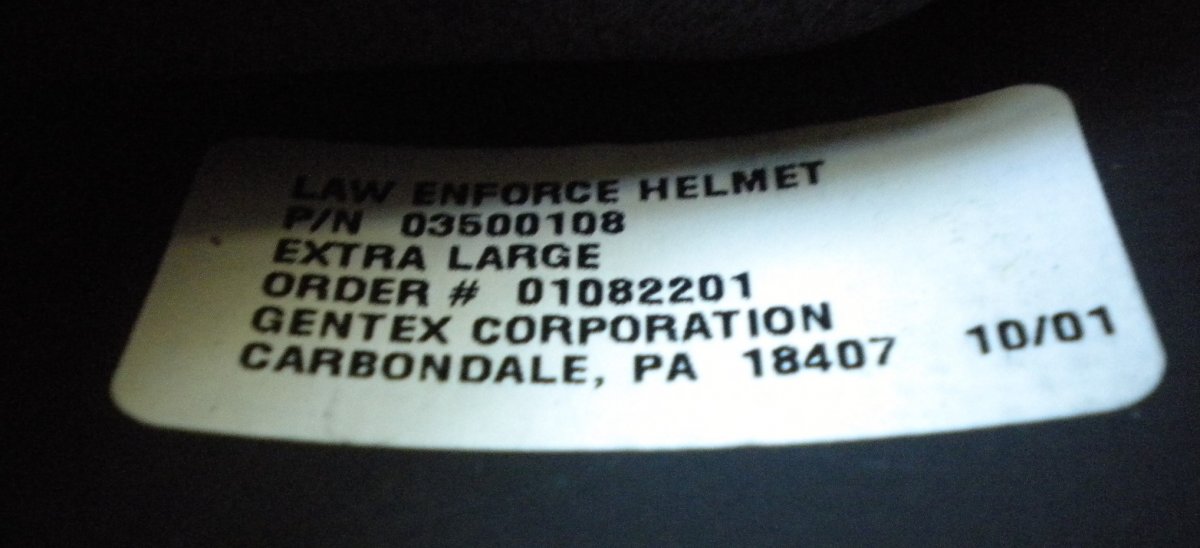 LAW ENFORCE HELMET
P/N 03500108
EXTRA LARGE
ORDER # 01082201
GENTEX CORPORATION
CARBONDALE, PA 18407 10/01